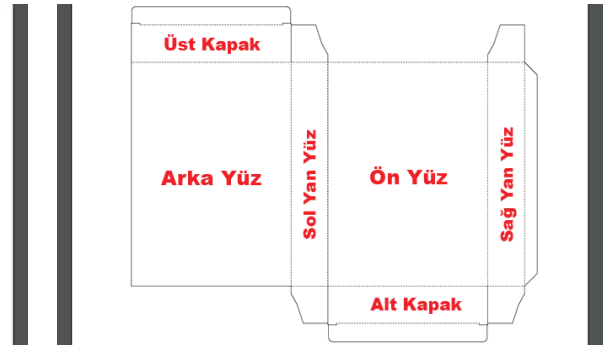 Üst Kapak
Arka Yüz
Sol Yan Yüz
Ön Yüz
Sağ Yan Yüz
Alt Kapak